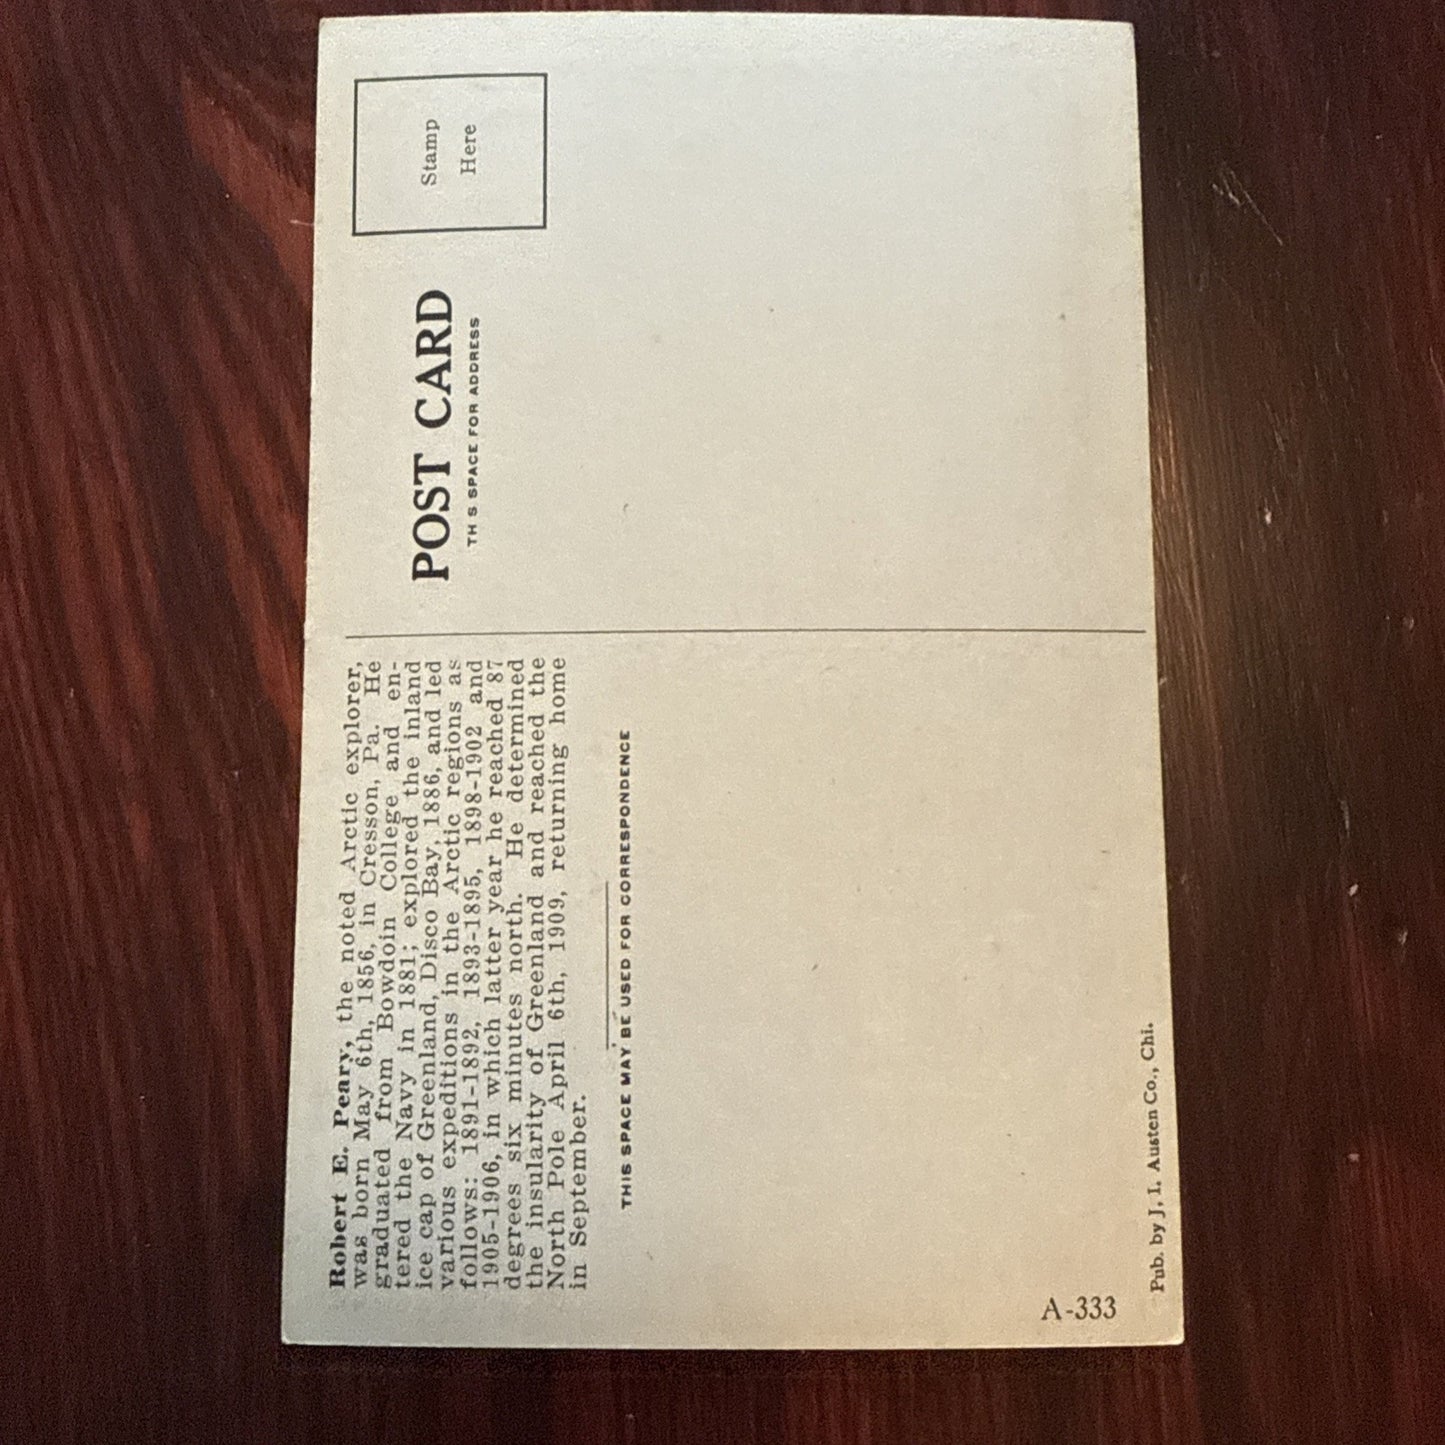 Robert E. Peary, the noted Arctic explorer,
was born May 6th, 1856, in Cresson, Pa. He
graduated from Bowdoin College and en-
tered the Navy in 1881; explored the inland
ice cap of Greenland, Disco Bay, 1886, and led
various expeditions in the Arctic regions as
follows: 1891-1892, 1893-1895, 1898-1902 and
1905-1906, in which latter year he reached 87
degrees six minutes north. He determined
the insularity of Greenland and reached the
North Pole April 6th, 1909, returning home
in September.
THIS SPACE MAY BE USED FOR CORRESPONDENCE
A-333
Pub. by J. I. Austen Co., Chi.
POST CARD
TH S SPACE FOR ADDRESS
Stamp
Here